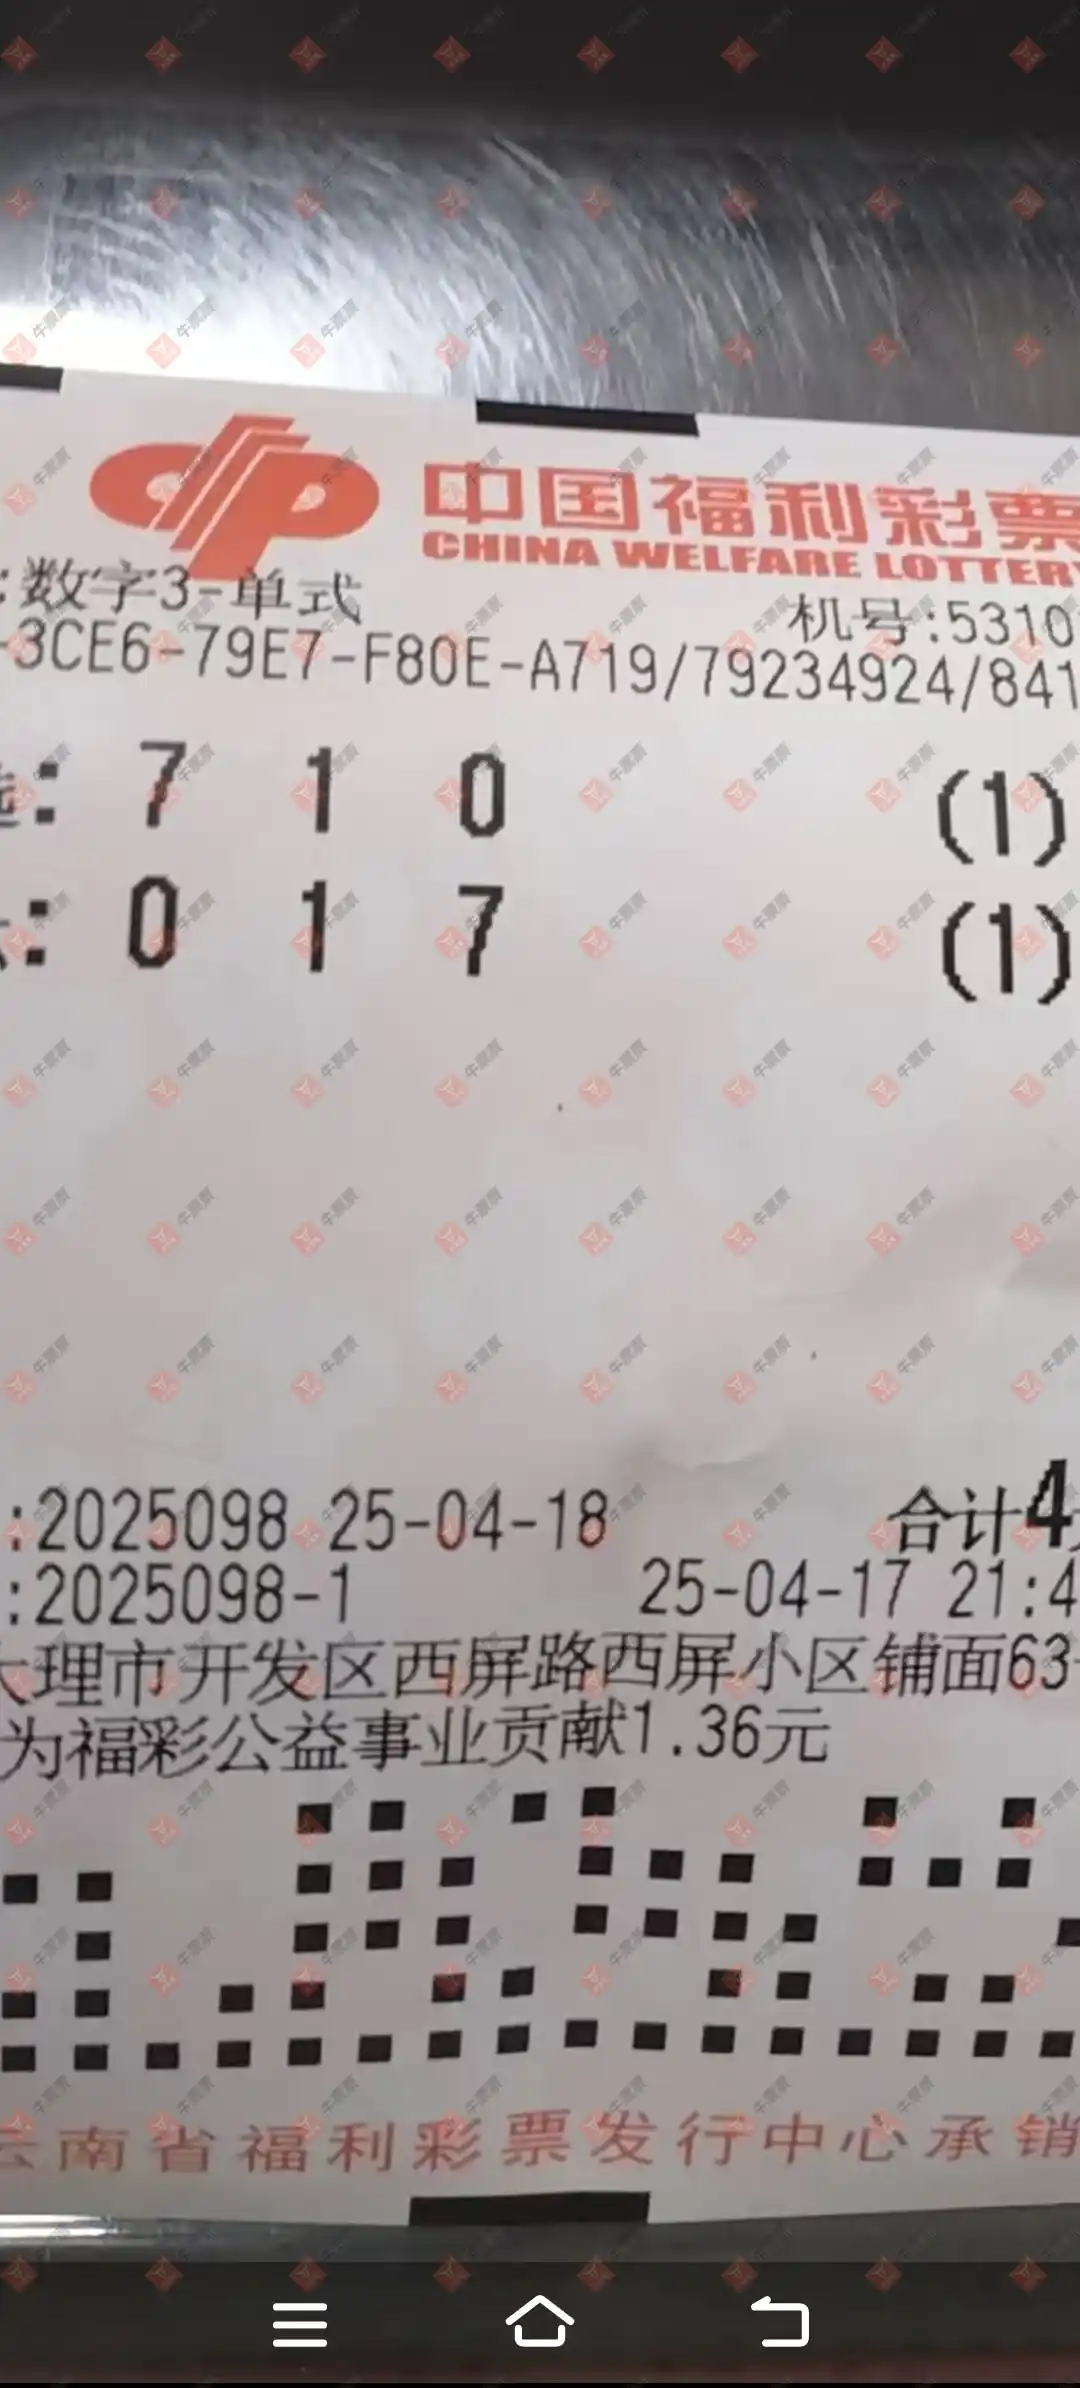 中国福利彩票
CHINA WELFARE LOTTERY
:数字3-单式
机号:5310
-3CE6-79E7-F80E-A719/79234924/841
选: 7 1 0 (1)
: 0 1 7 (1)
:2025098 25-04-18 合计4
:2025098-1 25-04-17 21:4
大理市开发区西屏路西屏小区铺面63-
为福彩公益事业贡献1.36元
云南省福利彩票发行中心承销
牛票票